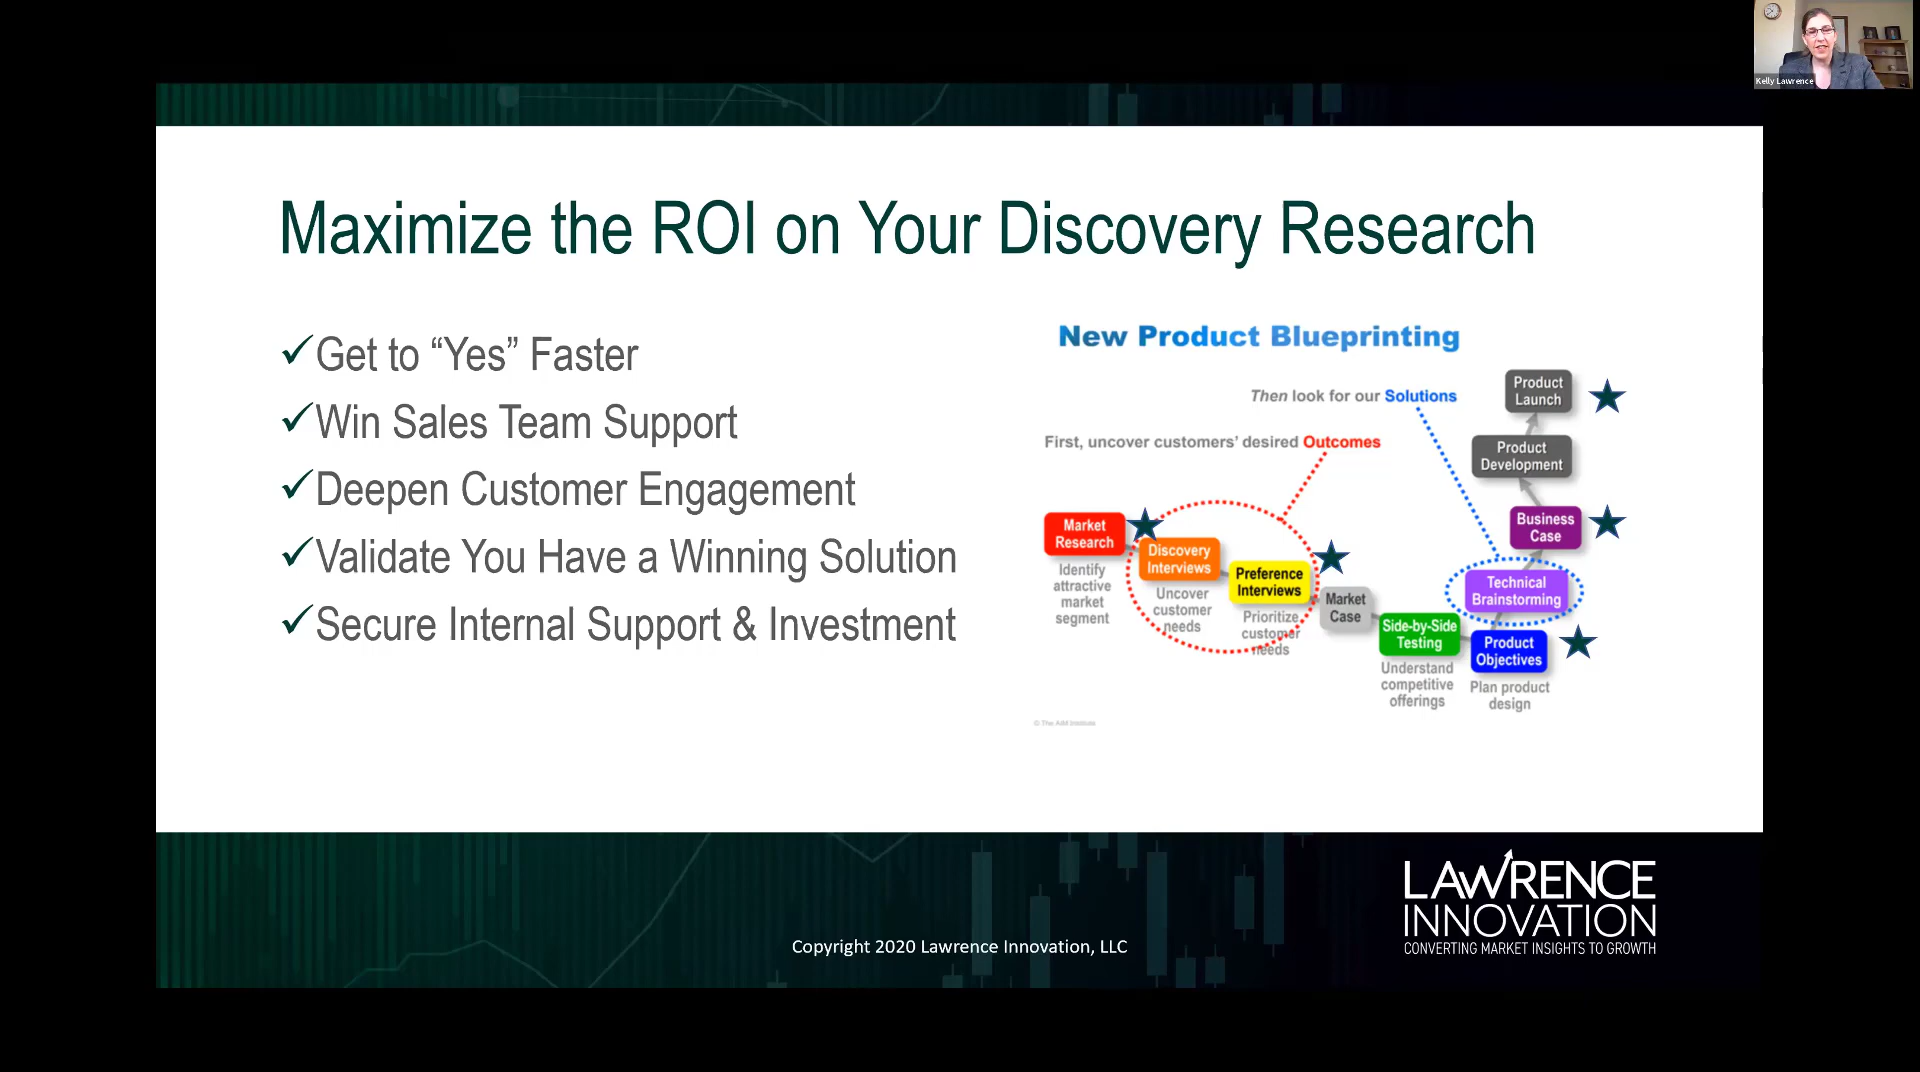 Kelly Lawrence
Maximize the ROI on Your Discovery Research
✓Get to “Yes” Faster
✓Win Sales Team Support
✓Deepen Customer Engagement
✓Validate You Have a Winning Solution
✓Secure Internal Support & Investment
New Product Blueprinting
Then look for our Solutions
First, uncover customers’ desired Outcomes
Market
Research
Identify
attractive
market
segment
Discovery
Interviews
Uncover
customer
needs
Preference
Interviews
Prioritize
customer
needs
Market
Case
Side-by-Side
Testing
Understand
competitive
offerings
Product
Objectives
Plan product
design
Technical
Brainstorming
Business
Case
Product
Development
Product
Launch
© The AIM Institute
Copyright 2020 Lawrence Innovation, LLC
LAWRENCE
INNOVATION
CONVERTING MARKET INSIGHTS TO GROWTH